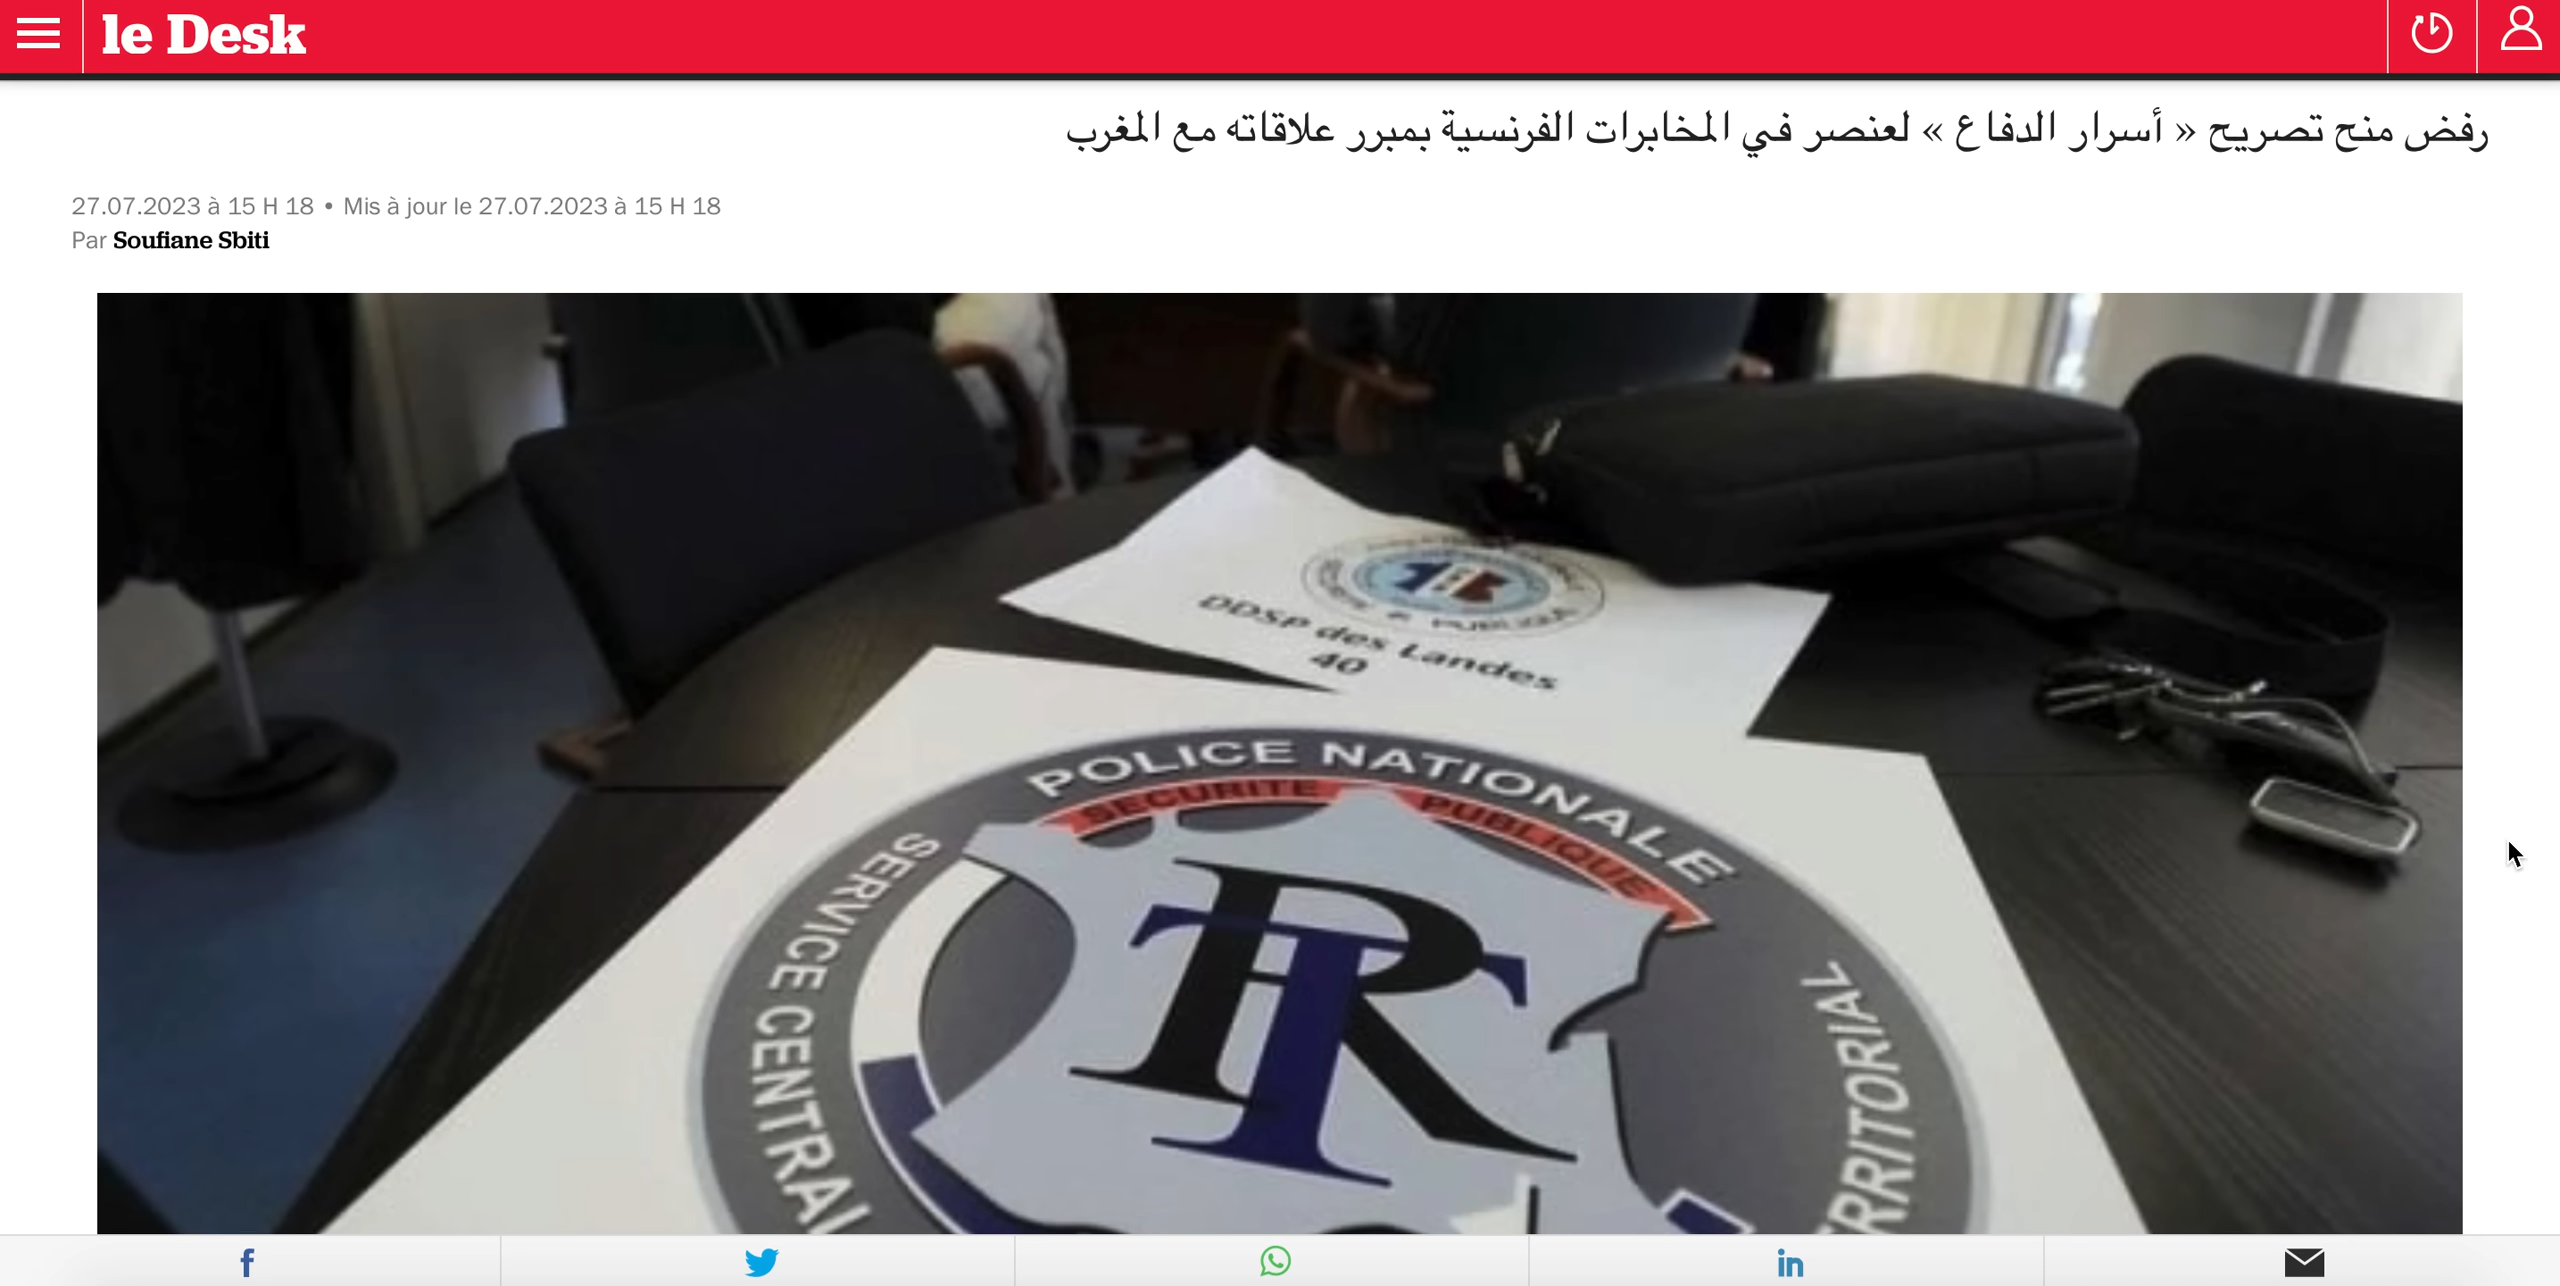 le Desk
رفض منح تصريح « أسرار الدفاع » لعنصر في المخابرات الفرنسية بمبرر علاقاته مع المغرب
27.07.2023 à 15 H 18 • Mis à jour le 27.07.2023 à 15 H 18
Par Soufiane Sbiti
DDSP des Landes
40
POLICE NATIONALE
SECURITE PUBLIQUE
SERVICE CENTRAL
TERRITORIAL
RT